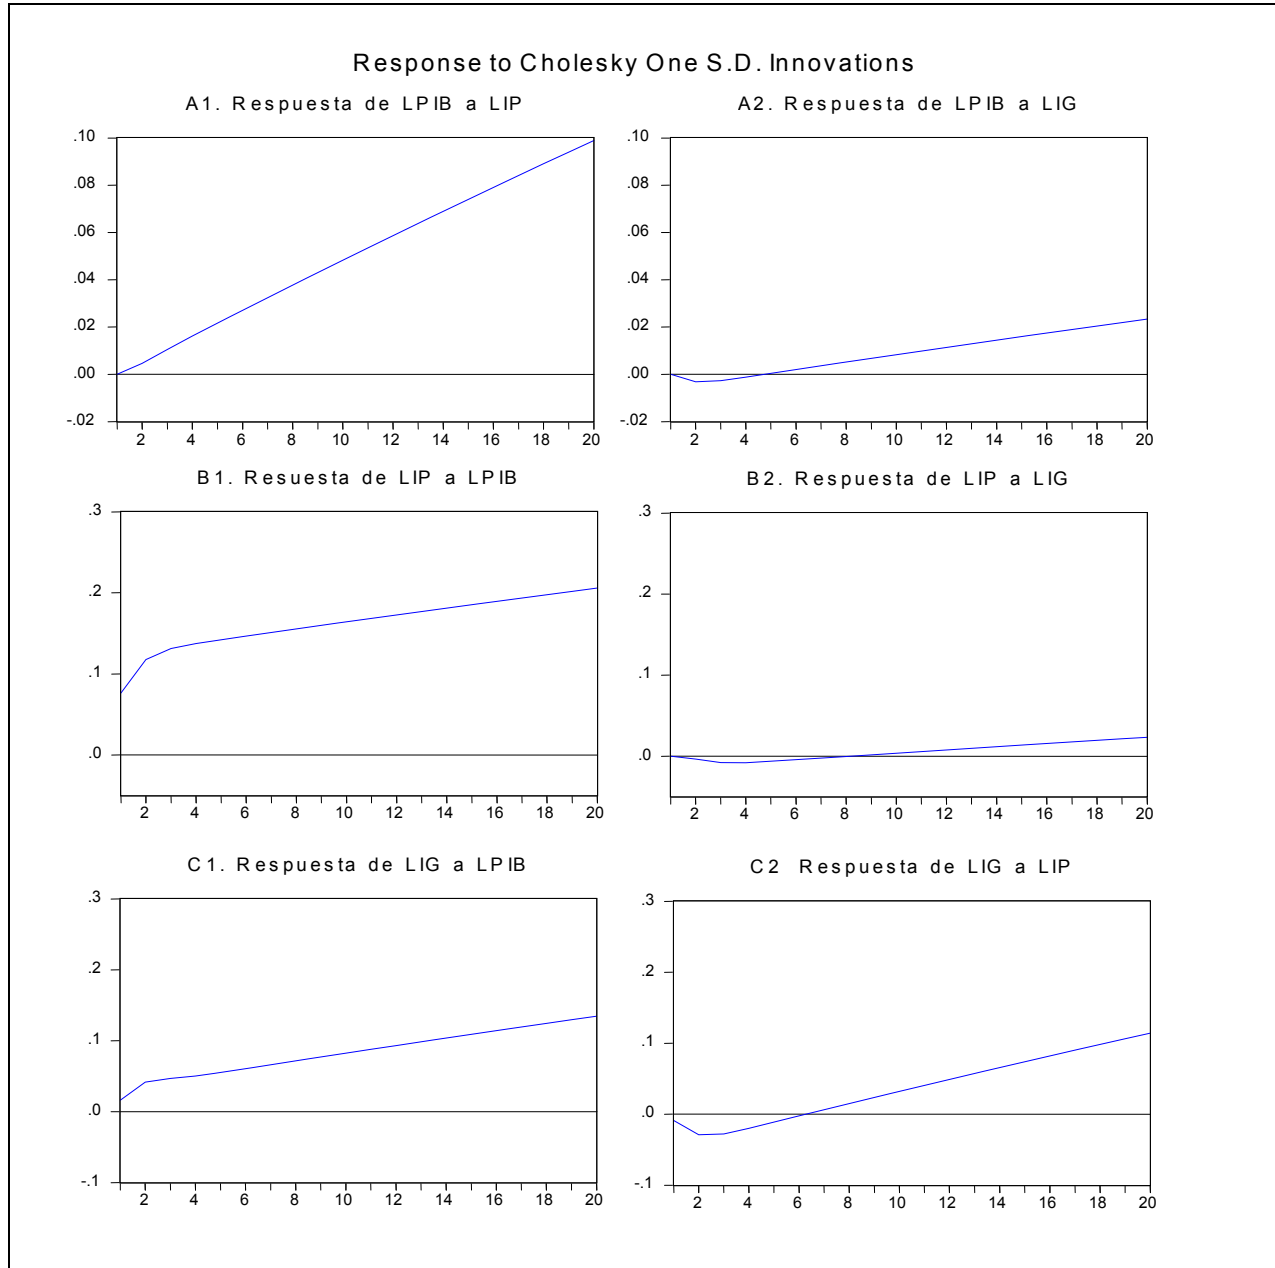 Response to Cholesky One S.D. Innovations
A1. Respuesta de LPIB a LIP
A2. Respuesta de LPIB a LIG
.10
.08
.06
.04
.02
.00
-.02
2 4 6 8 10 12 14 16 18 20
.10
.08
.06
.04
.02
.00
-.02
2 4 6 8 10 12 14 16 18 20
B1. Resuesta de LIP a LPIB
B2. Respuesta de LIP a LIG
.3
.2
.1
.0
2 4 6 8 10 12 14 16 18 20
.3
.2
.1
.0
2 4 6 8 10 12 14 16 18 20
C1. Respuesta de LIG a LPIB
C2 Respuesta de LIG a LIP
.3
.2
.1
.0
-.1
2 4 6 8 10 12 14 16 18 20
.3
.2
.1
.0
-.1
2 4 6 8 10 12 14 16 18 20